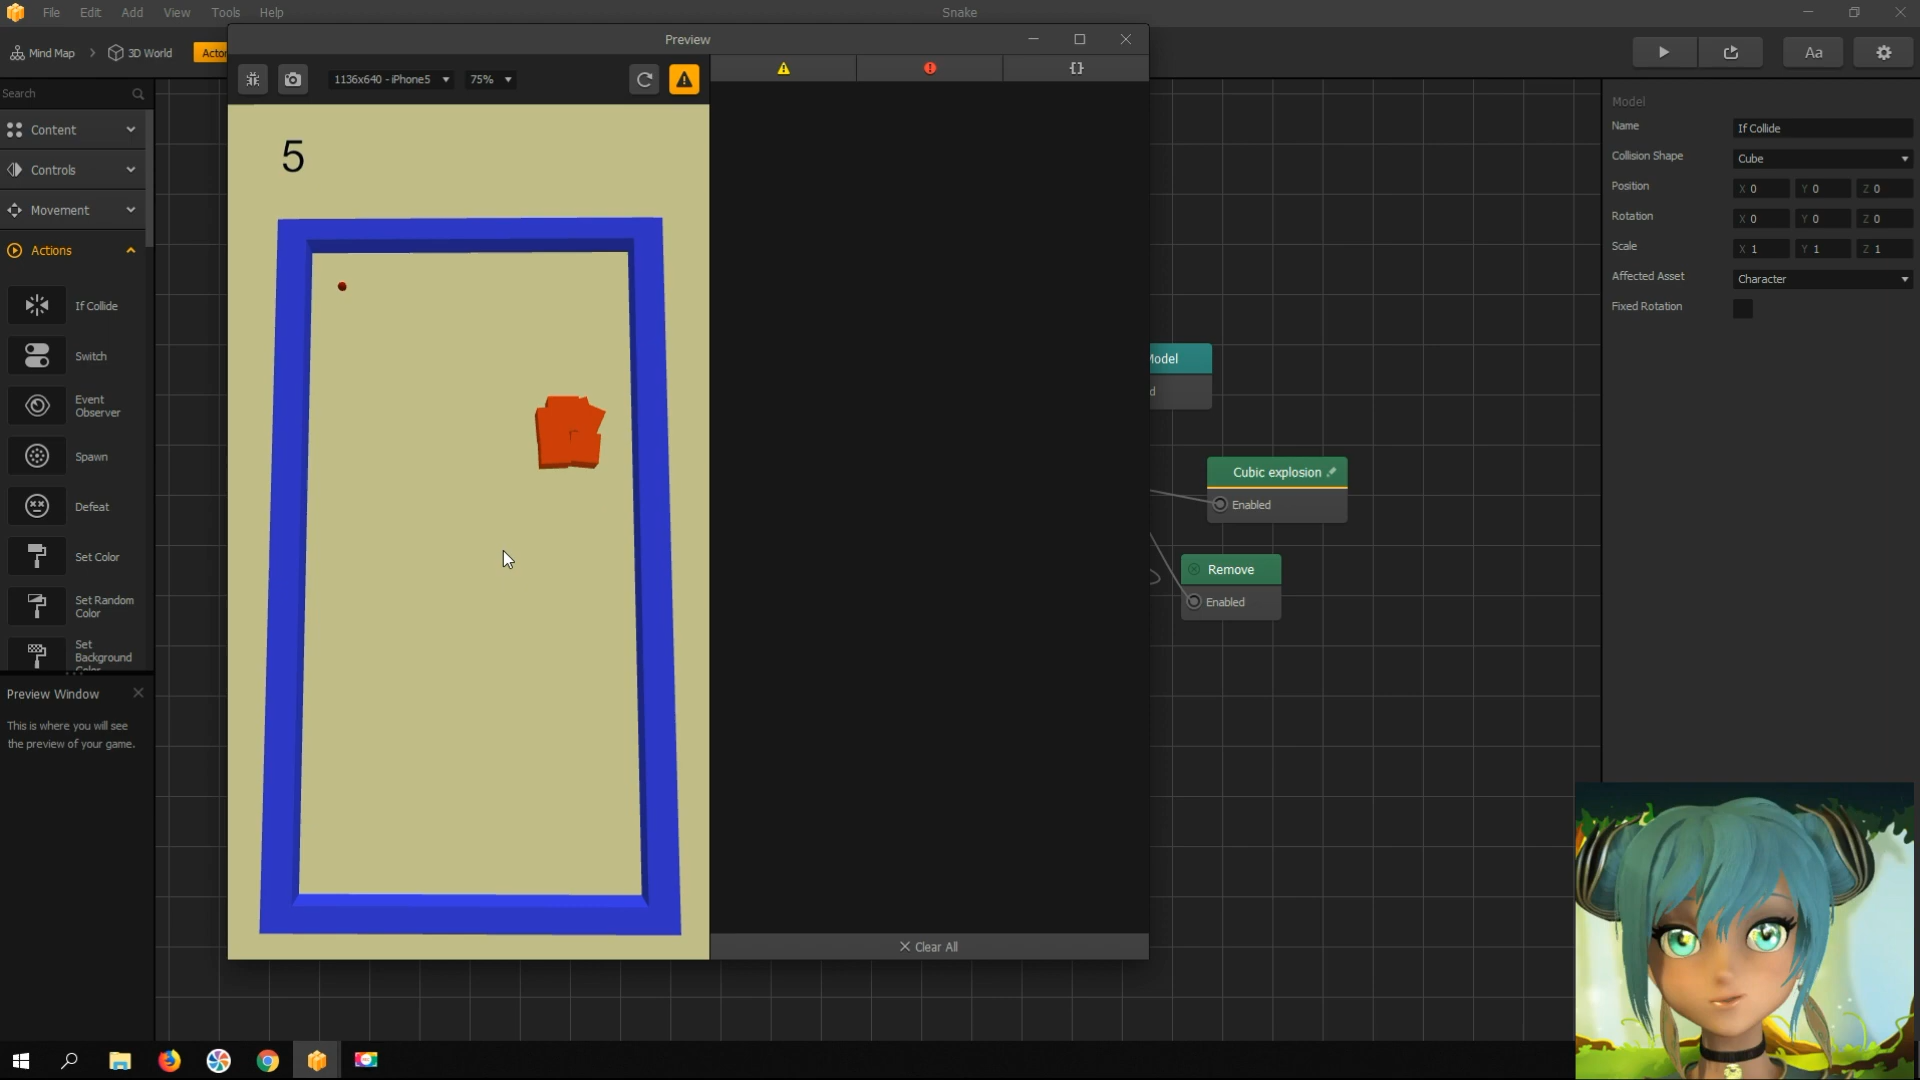 File Edit Add View Tools Help
Snake
Mind Map
3D World
Preview
Aa
1136x640 - iPhone5
75%
{}
Search
Content
Controls
Movement
Actions
If Collide
Switch
Event
Observer
Spawn
Defeat
Set Color
Set Random
Color
Set
Background
Preview Window
This is where you will see
the preview of your game.
5
Clear All
Cubic explosion
Enabled
Remove
Enabled
Model
Name
If Collide
Collision Shape
Cube
Position
X 0 Y 0 Z 0
Rotation
X 0 Y 0 Z 0
Scale
X 1 Y 1 Z 1
Affected Asset
Character
Fixed Rotation